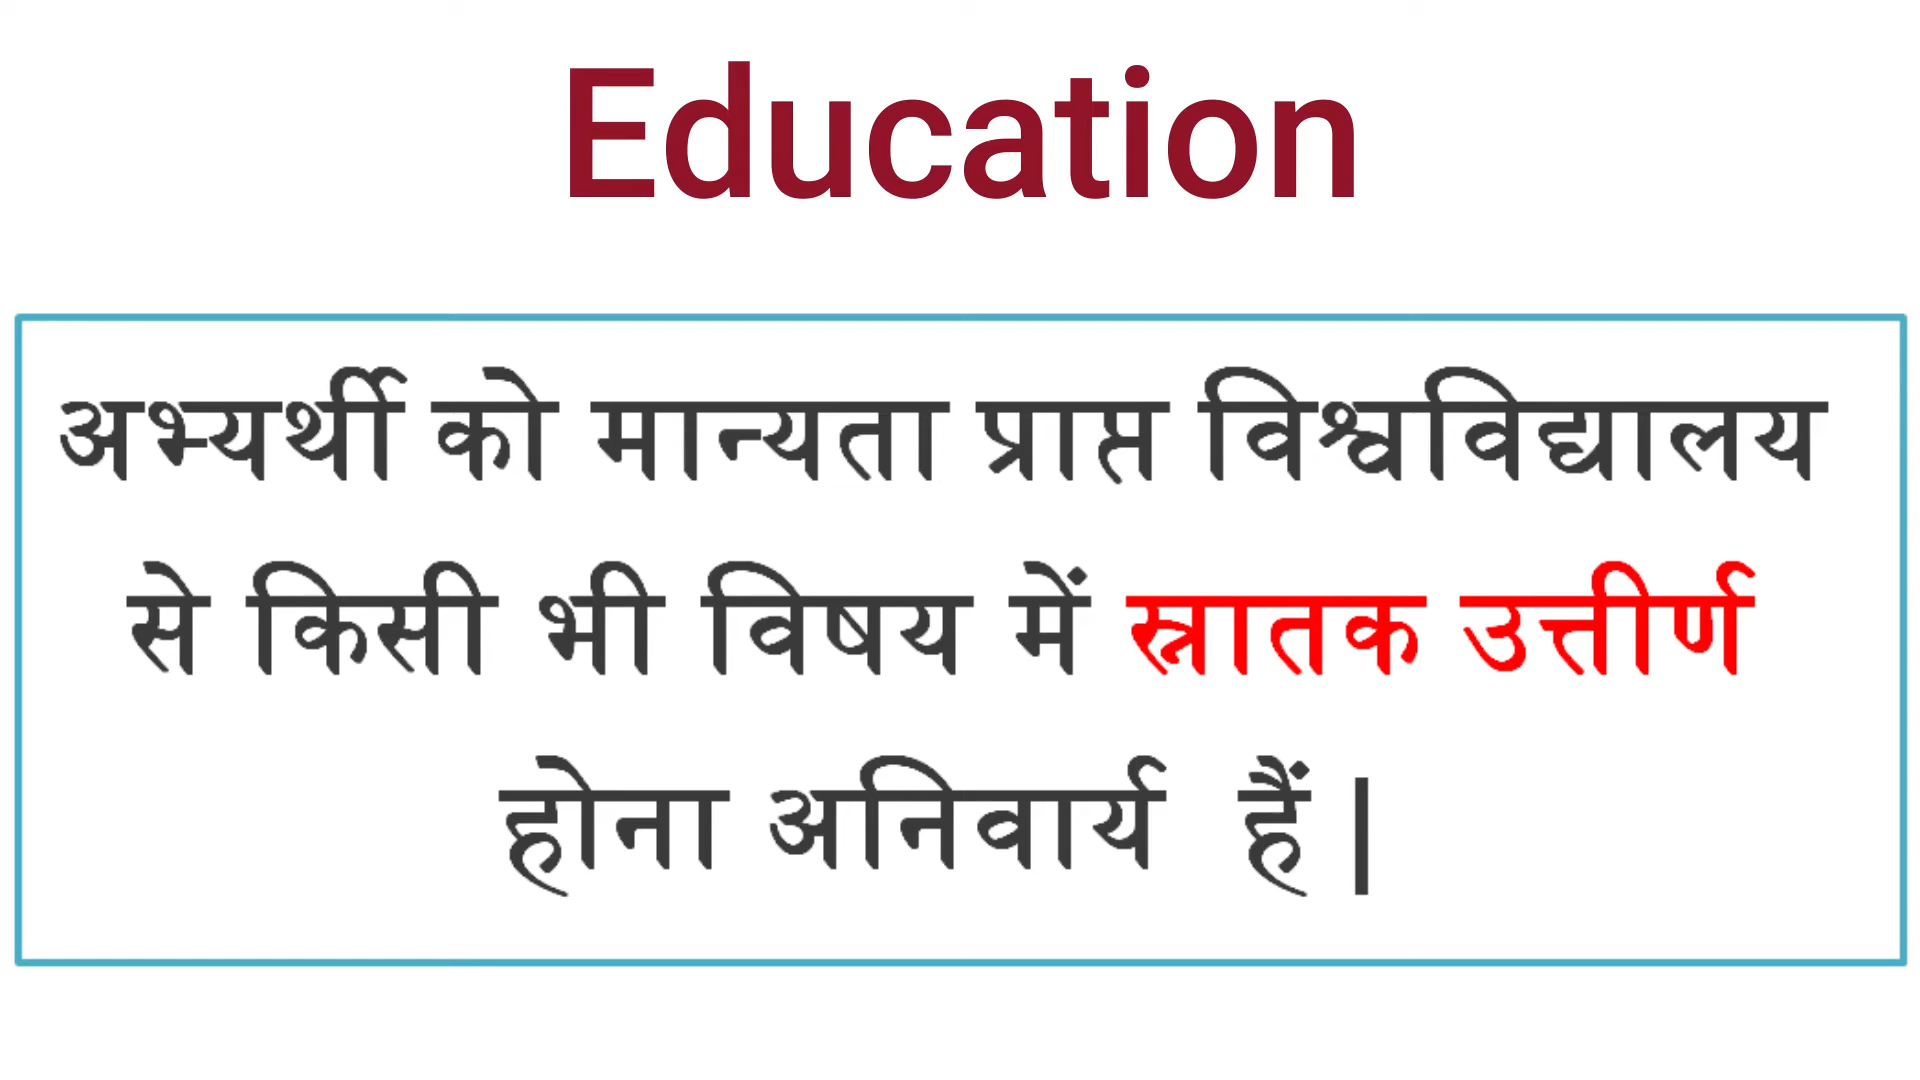 Education
अभ्यर्थी को मान्यता प्राप्त विश्वविद्यालय
से किसी भी विषय में स्नातक उत्तीर्ण
होना अनिवार्य हैं |